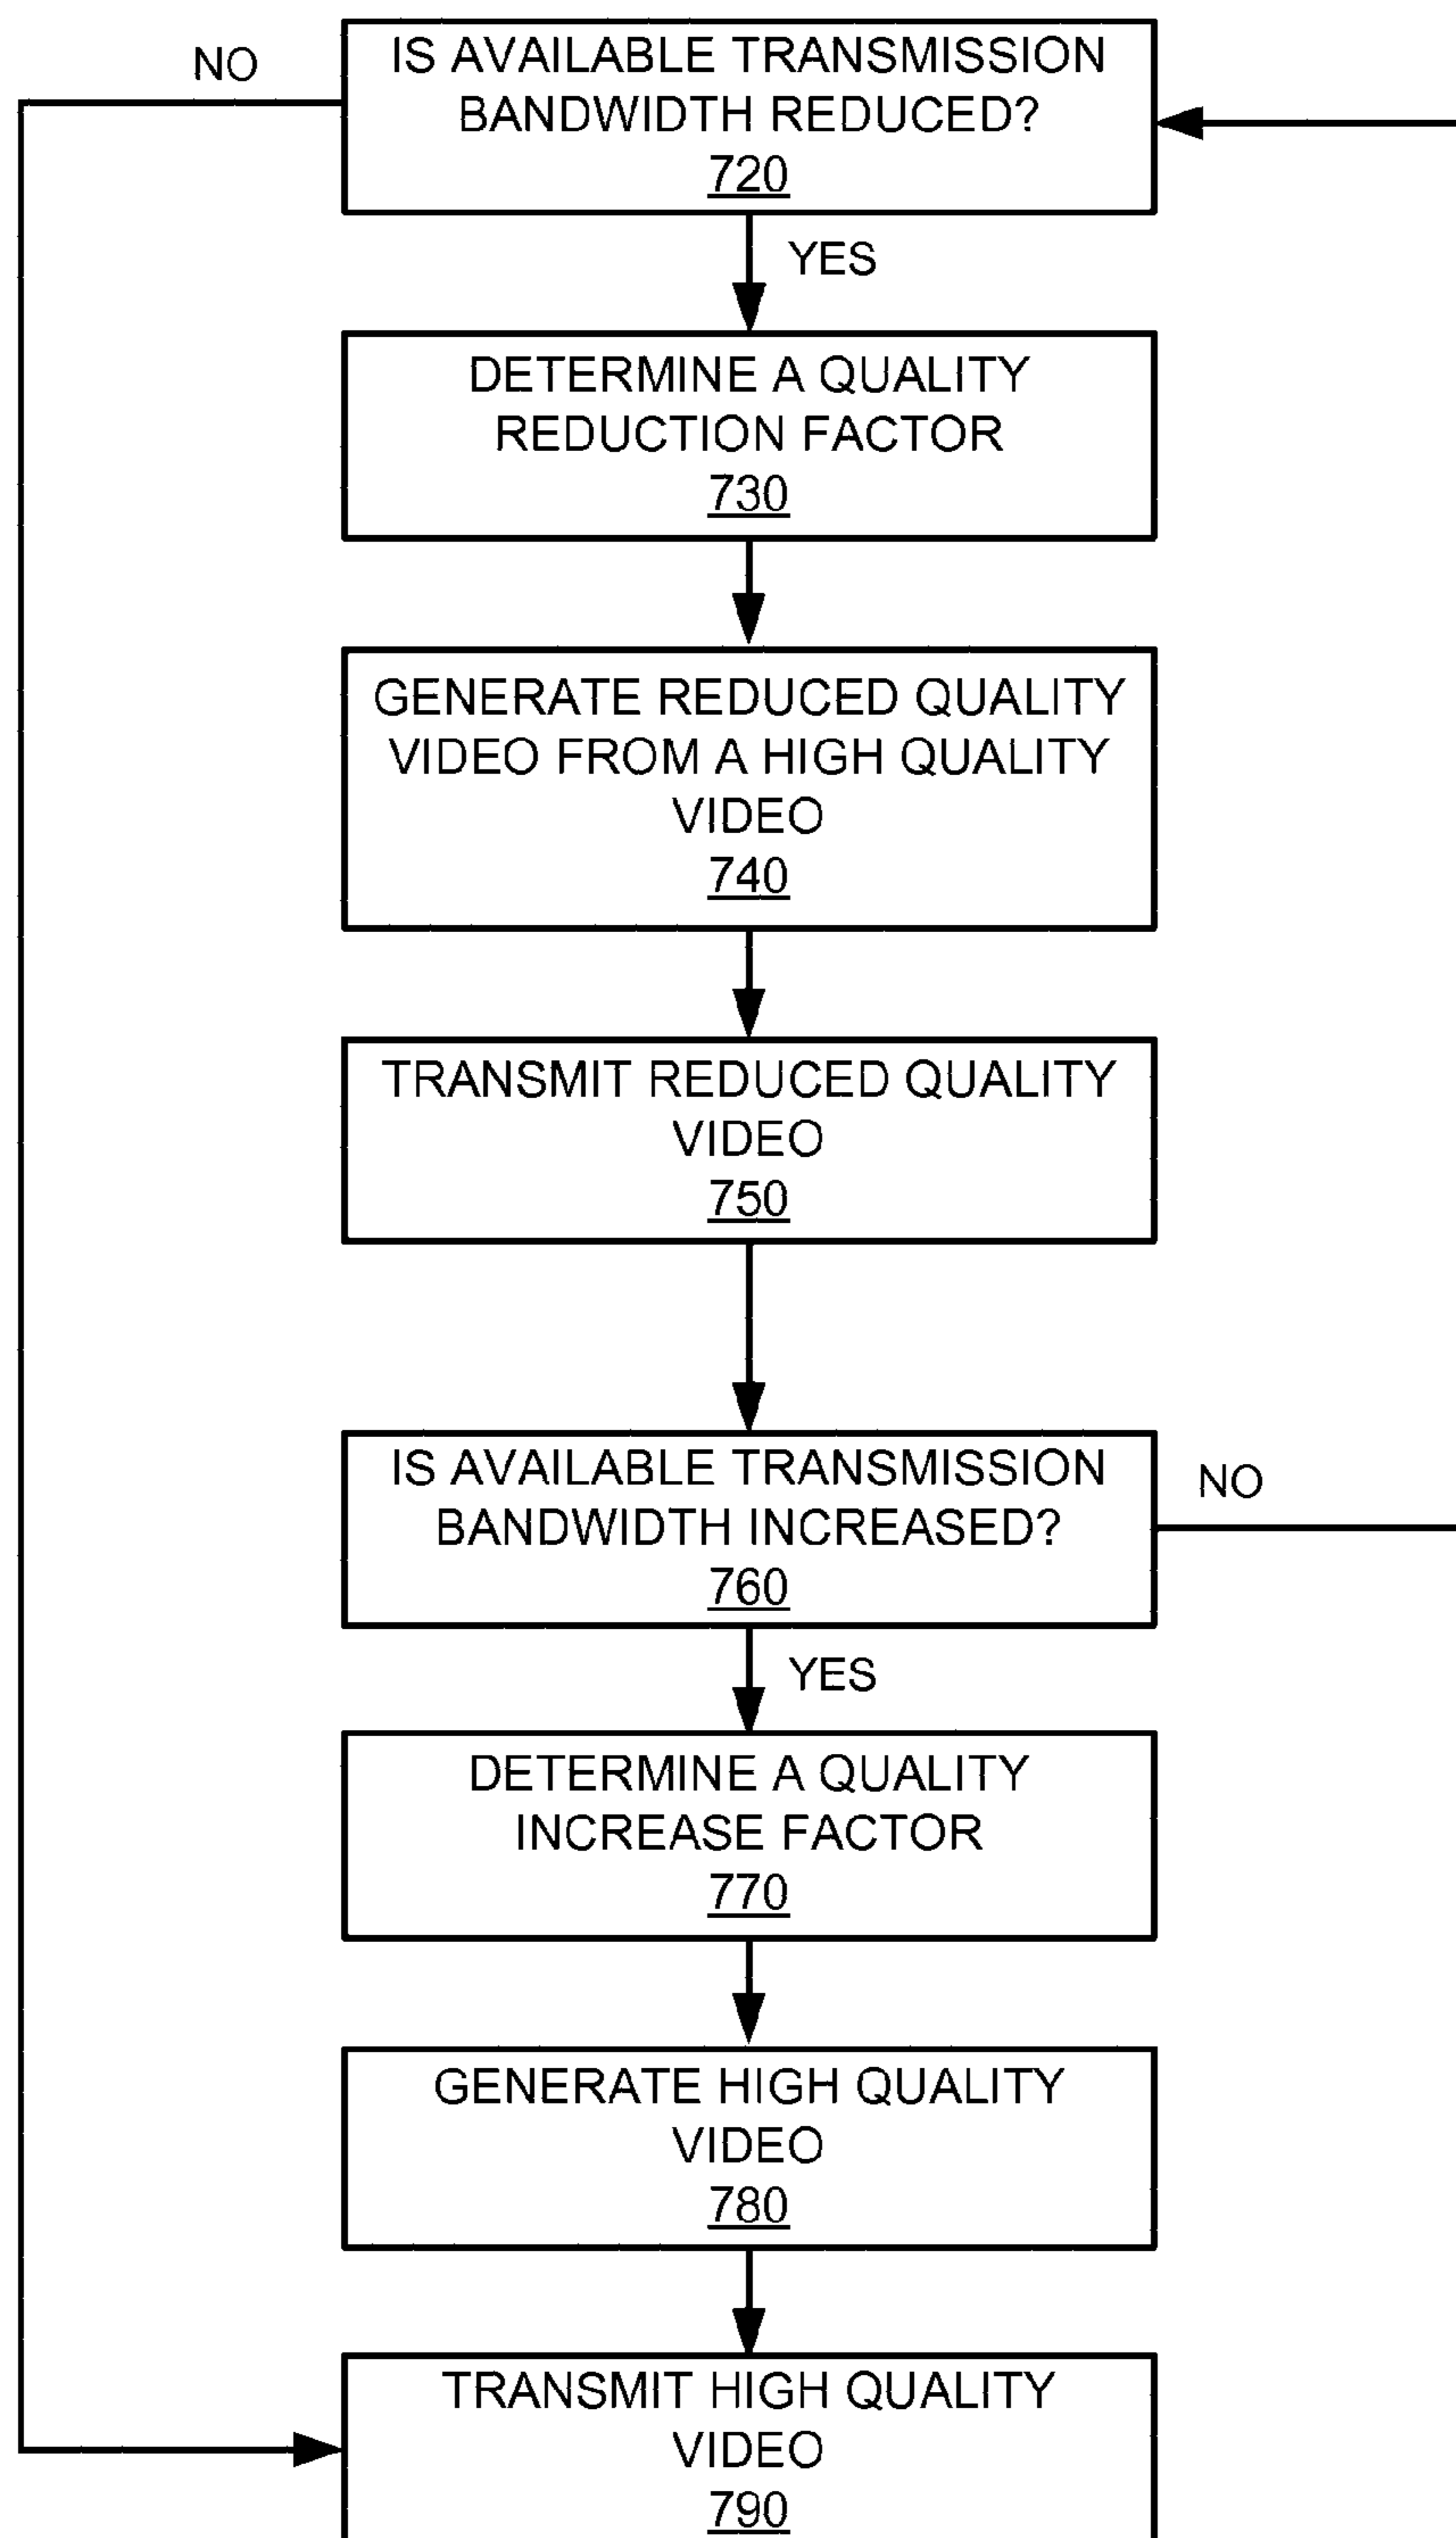 NO
IS AVAILABLE TRANSMISSION
BANDWIDTH REDUCED?
720
YES
DETERMINE A QUALITY
REDUCTION FACTOR
730
GENERATE REDUCED QUALITY
VIDEO FROM A HIGH QUALITY
VIDEO
740
TRANSMIT REDUCED QUALITY
VIDEO
750
IS AVAILABLE TRANSMISSION
BANDWIDTH INCREASED?
760
NO
YES
DETERMINE A QUALITY
INCREASE FACTOR
770
GENERATE HIGH QUALITY
VIDEO
780
TRANSMIT HIGH QUALITY
VIDEO
790